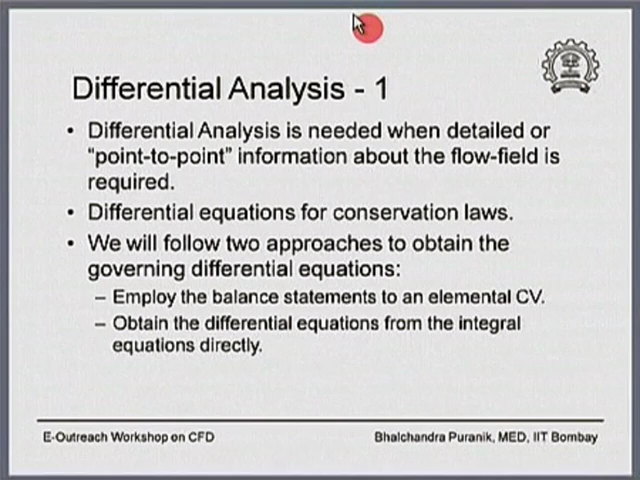 Differential Analysis - 1
• Differential Analysis is needed when detailed or
“point-to-point” information about the flow-field is
required.
• Differential equations for conservation laws.
• We will follow two approaches to obtain the
governing differential equations:
– Employ the balance statements to an elemental CV.
– Obtain the differential equations from the integral
equations directly.
E-Outreach Workshop on CFD
Bhalchandra Puranik, MED, IIT Bombay